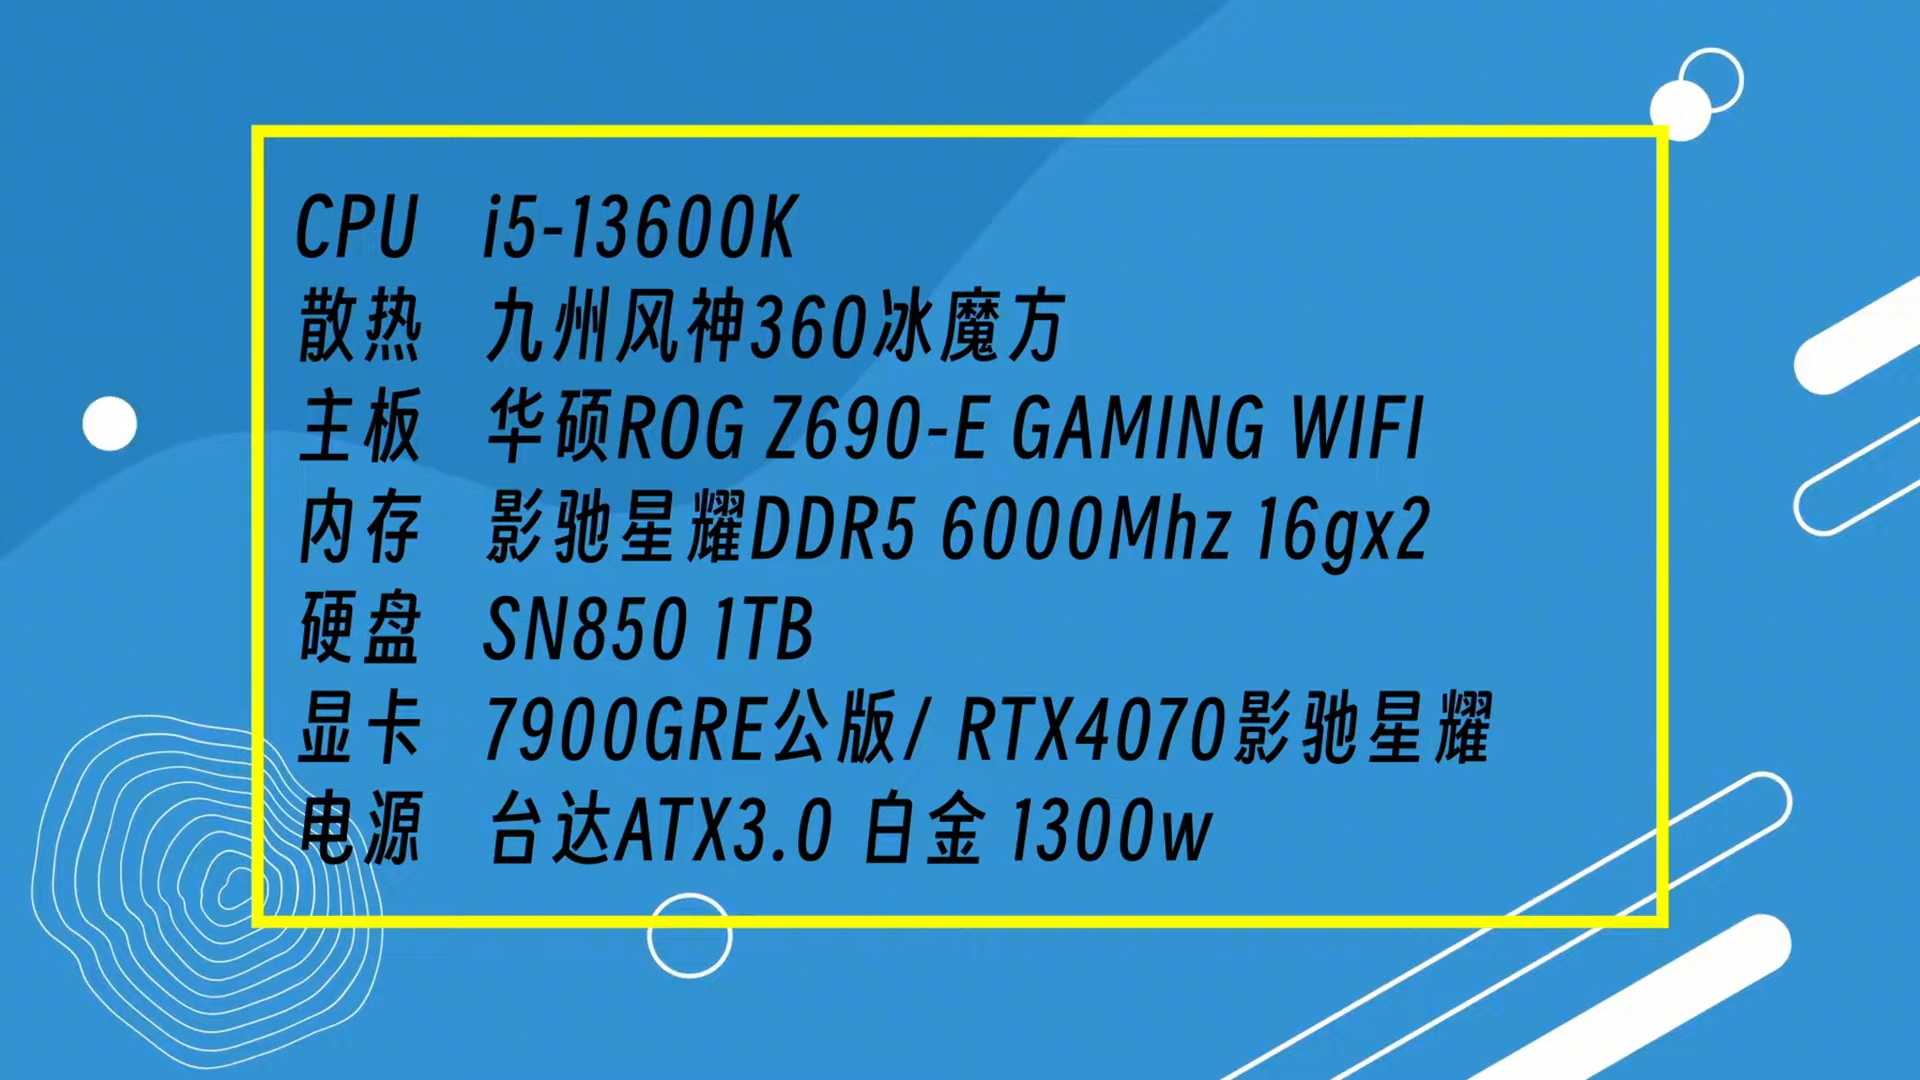 CPU i5-13600K
散热 九州风神360冰魔方
主板 华硕ROG Z690-E GAMING WIFI
内存 影驰星耀DDR5 6000Mhz 16gx2
硬盘 SN850 1TB
显卡 7900GRE公版/ RTX4070影驰星耀
电源 台达ATX3.0 白金 1300w